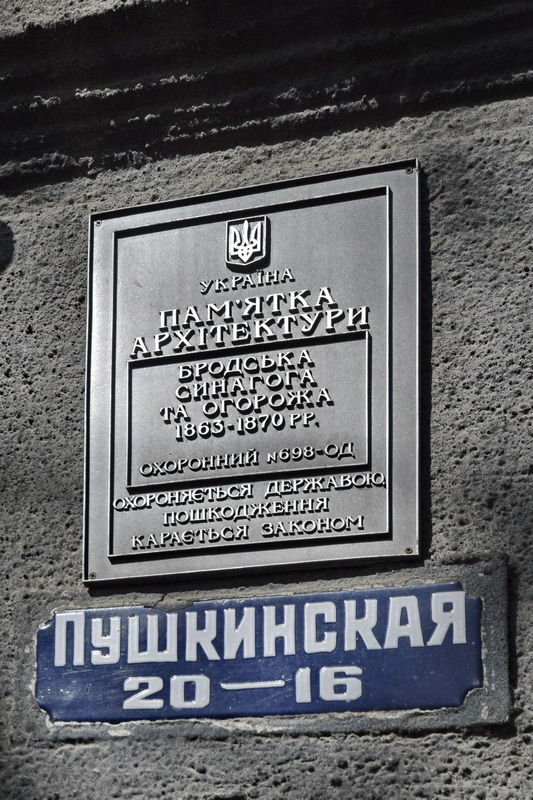 УКРАЇНА
ПАМ'ЯТКА
АРХІТЕКТУРИ
БРОДСЬКА
СИНАГОГА
ТА ОГОРОЖА
1863-1870 РР.
ОХОРОННИЙ №698-ОД
ОХОРОНЯЄТЬСЯ ДЕРЖАВОЮ,
ПОШКОДЖЕННЯ
КАРАЄТЬСЯ ЗАКОНОМ
ПУШКИНСКАЯ
20—16